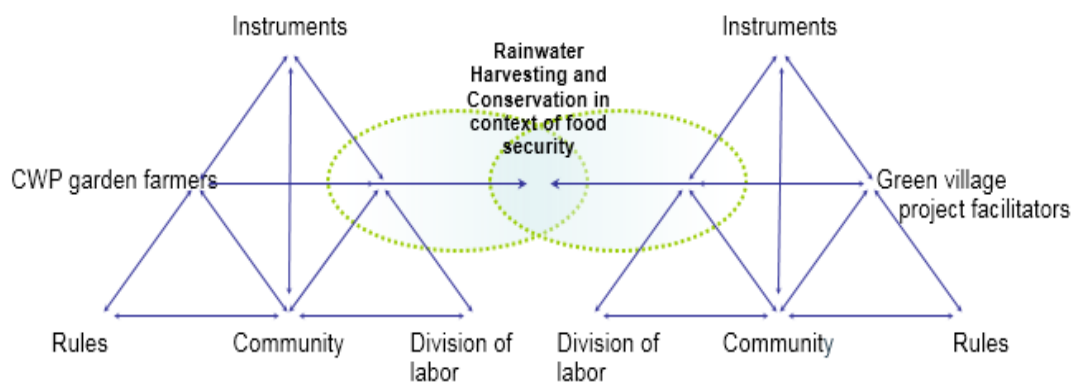 Instruments
Instruments
Rainwater
Harvesting and
Conservation in
context of food
security
CWP garden farmers
Green village
project facilitators
Rules
Community
Division of
labor
Division of
labor
Community
Rules